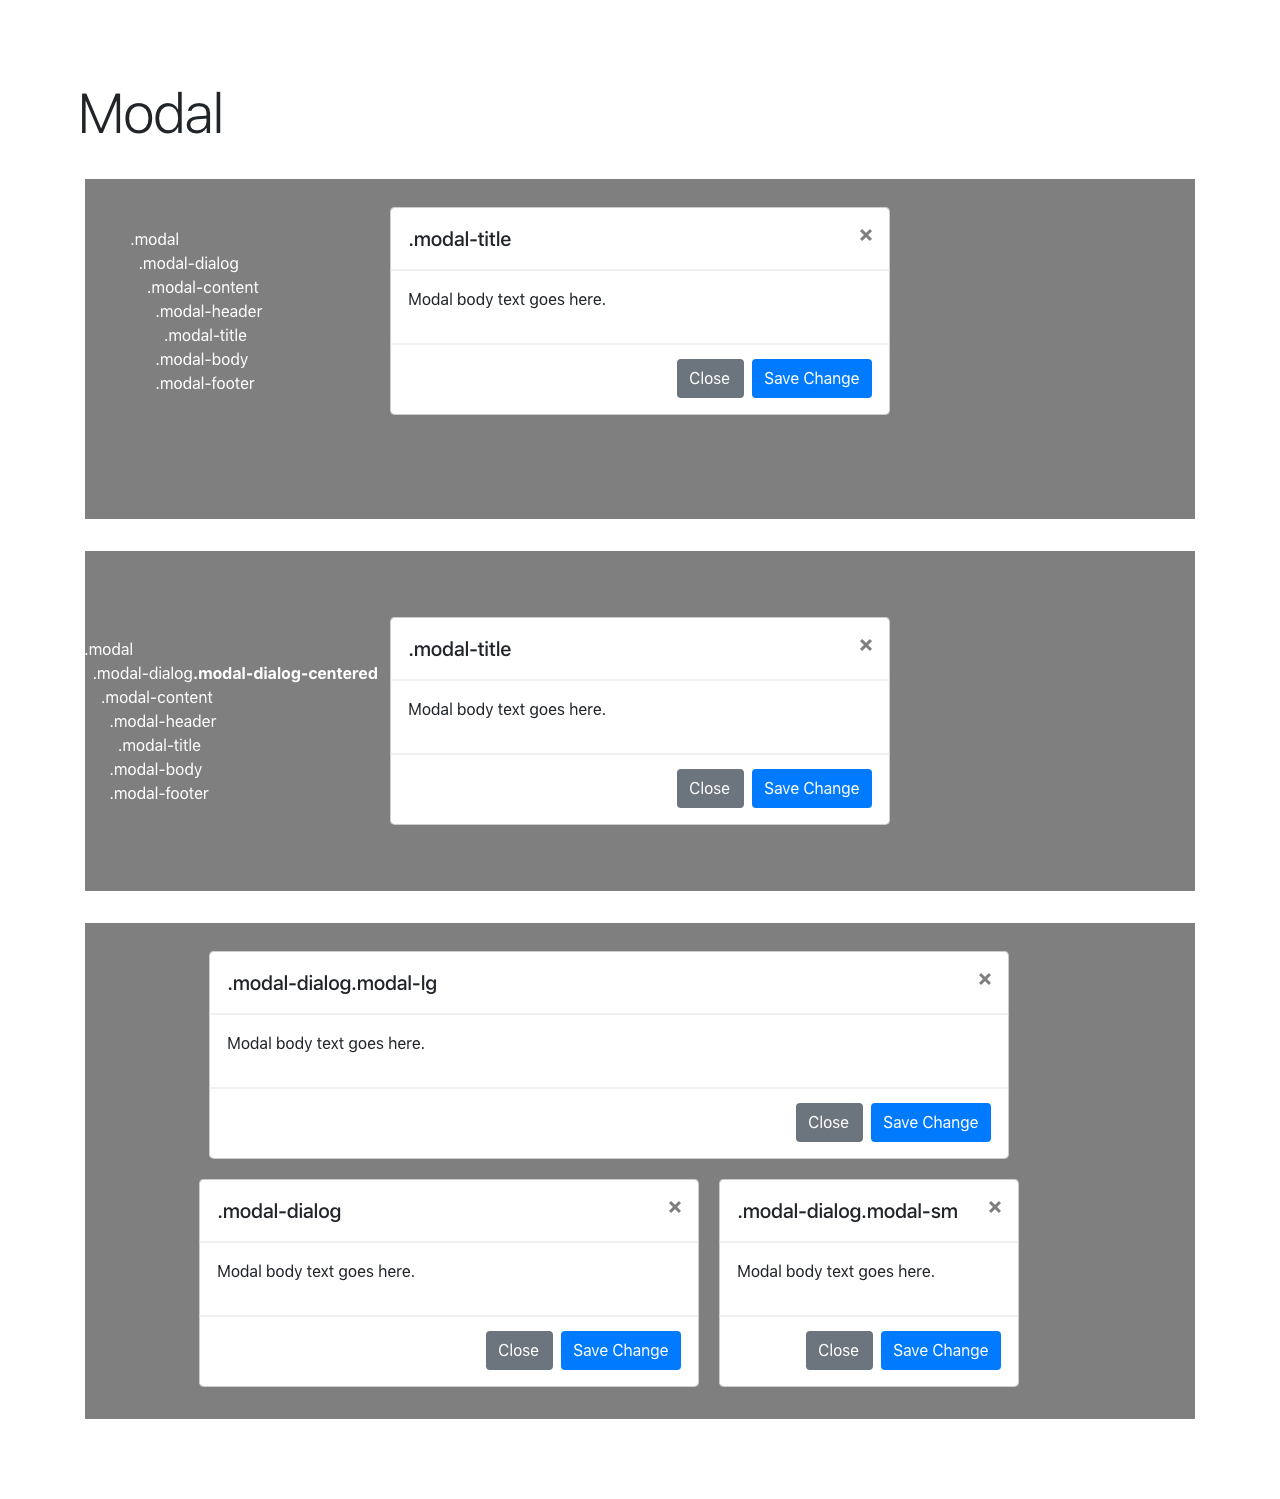 Modal
.modal
.modal-dialog
.modal-content
.modal-header
.modal-title
.modal-body
.modal-footer
.modal-title ×
Modal body text goes here.
Close Save Change
.modal
.modal-dialog.modal-dialog-centered
.modal-content
.modal-header
.modal-title
.modal-body
.modal-footer
.modal-title ×
Modal body text goes here.
Close Save Change
.modal-dialog.modal-lg ×
Modal body text goes here.
Close Save Change
.modal-dialog ×
Modal body text goes here.
Close Save Change
.modal-dialog.modal-sm ×
Modal body text goes here.
Close Save Change